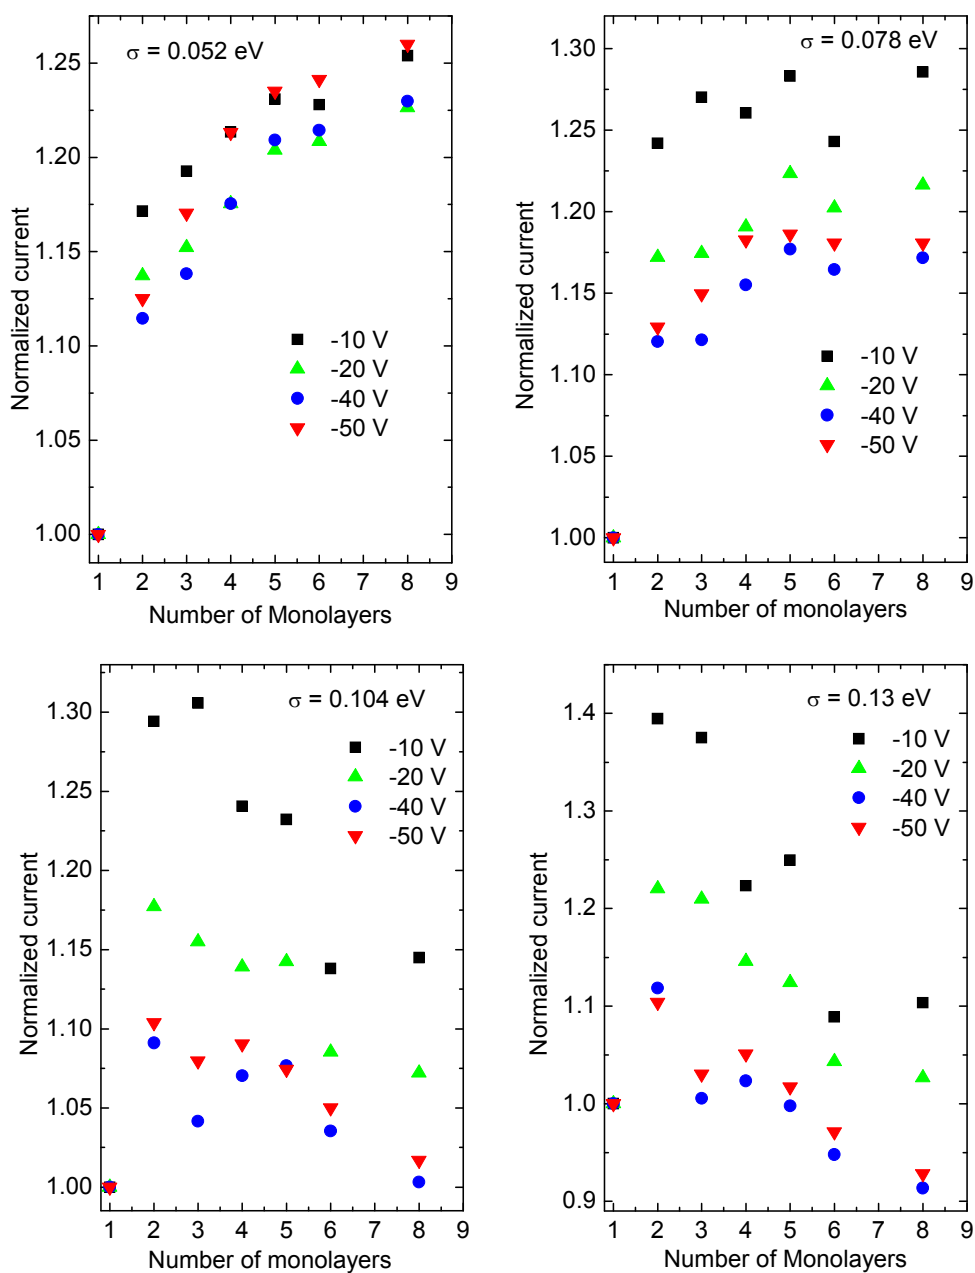 σ = 0.052 eV
Normalized current
1.25
1.20
1.15
1.10
1.05
1.00
-10 V
-20 V
-40 V
-50 V
1 2 3 4 5 6 7 8 9
Number of Monolayers
σ = 0.078 eV
Normallized current
1.30
1.25
1.20
1.15
1.10
1.05
1.00
-10 V
-20 V
-40 V
-50 V
1 2 3 4 5 6 7 8 9
Number of monolayers
σ = 0.104 eV
Normalized current
1.30
1.25
1.20
1.15
1.10
1.05
1.00
-10 V
-20 V
-40 V
-50 V
1 2 3 4 5 6 7 8 9
Number of monolayers
σ = 0.13 eV
Normalized current
1.4
1.3
1.2
1.1
1.0
0.9
-10 V
-20 V
-40 V
-50 V
1 2 3 4 5 6 7 8 9
Number of Monolayers